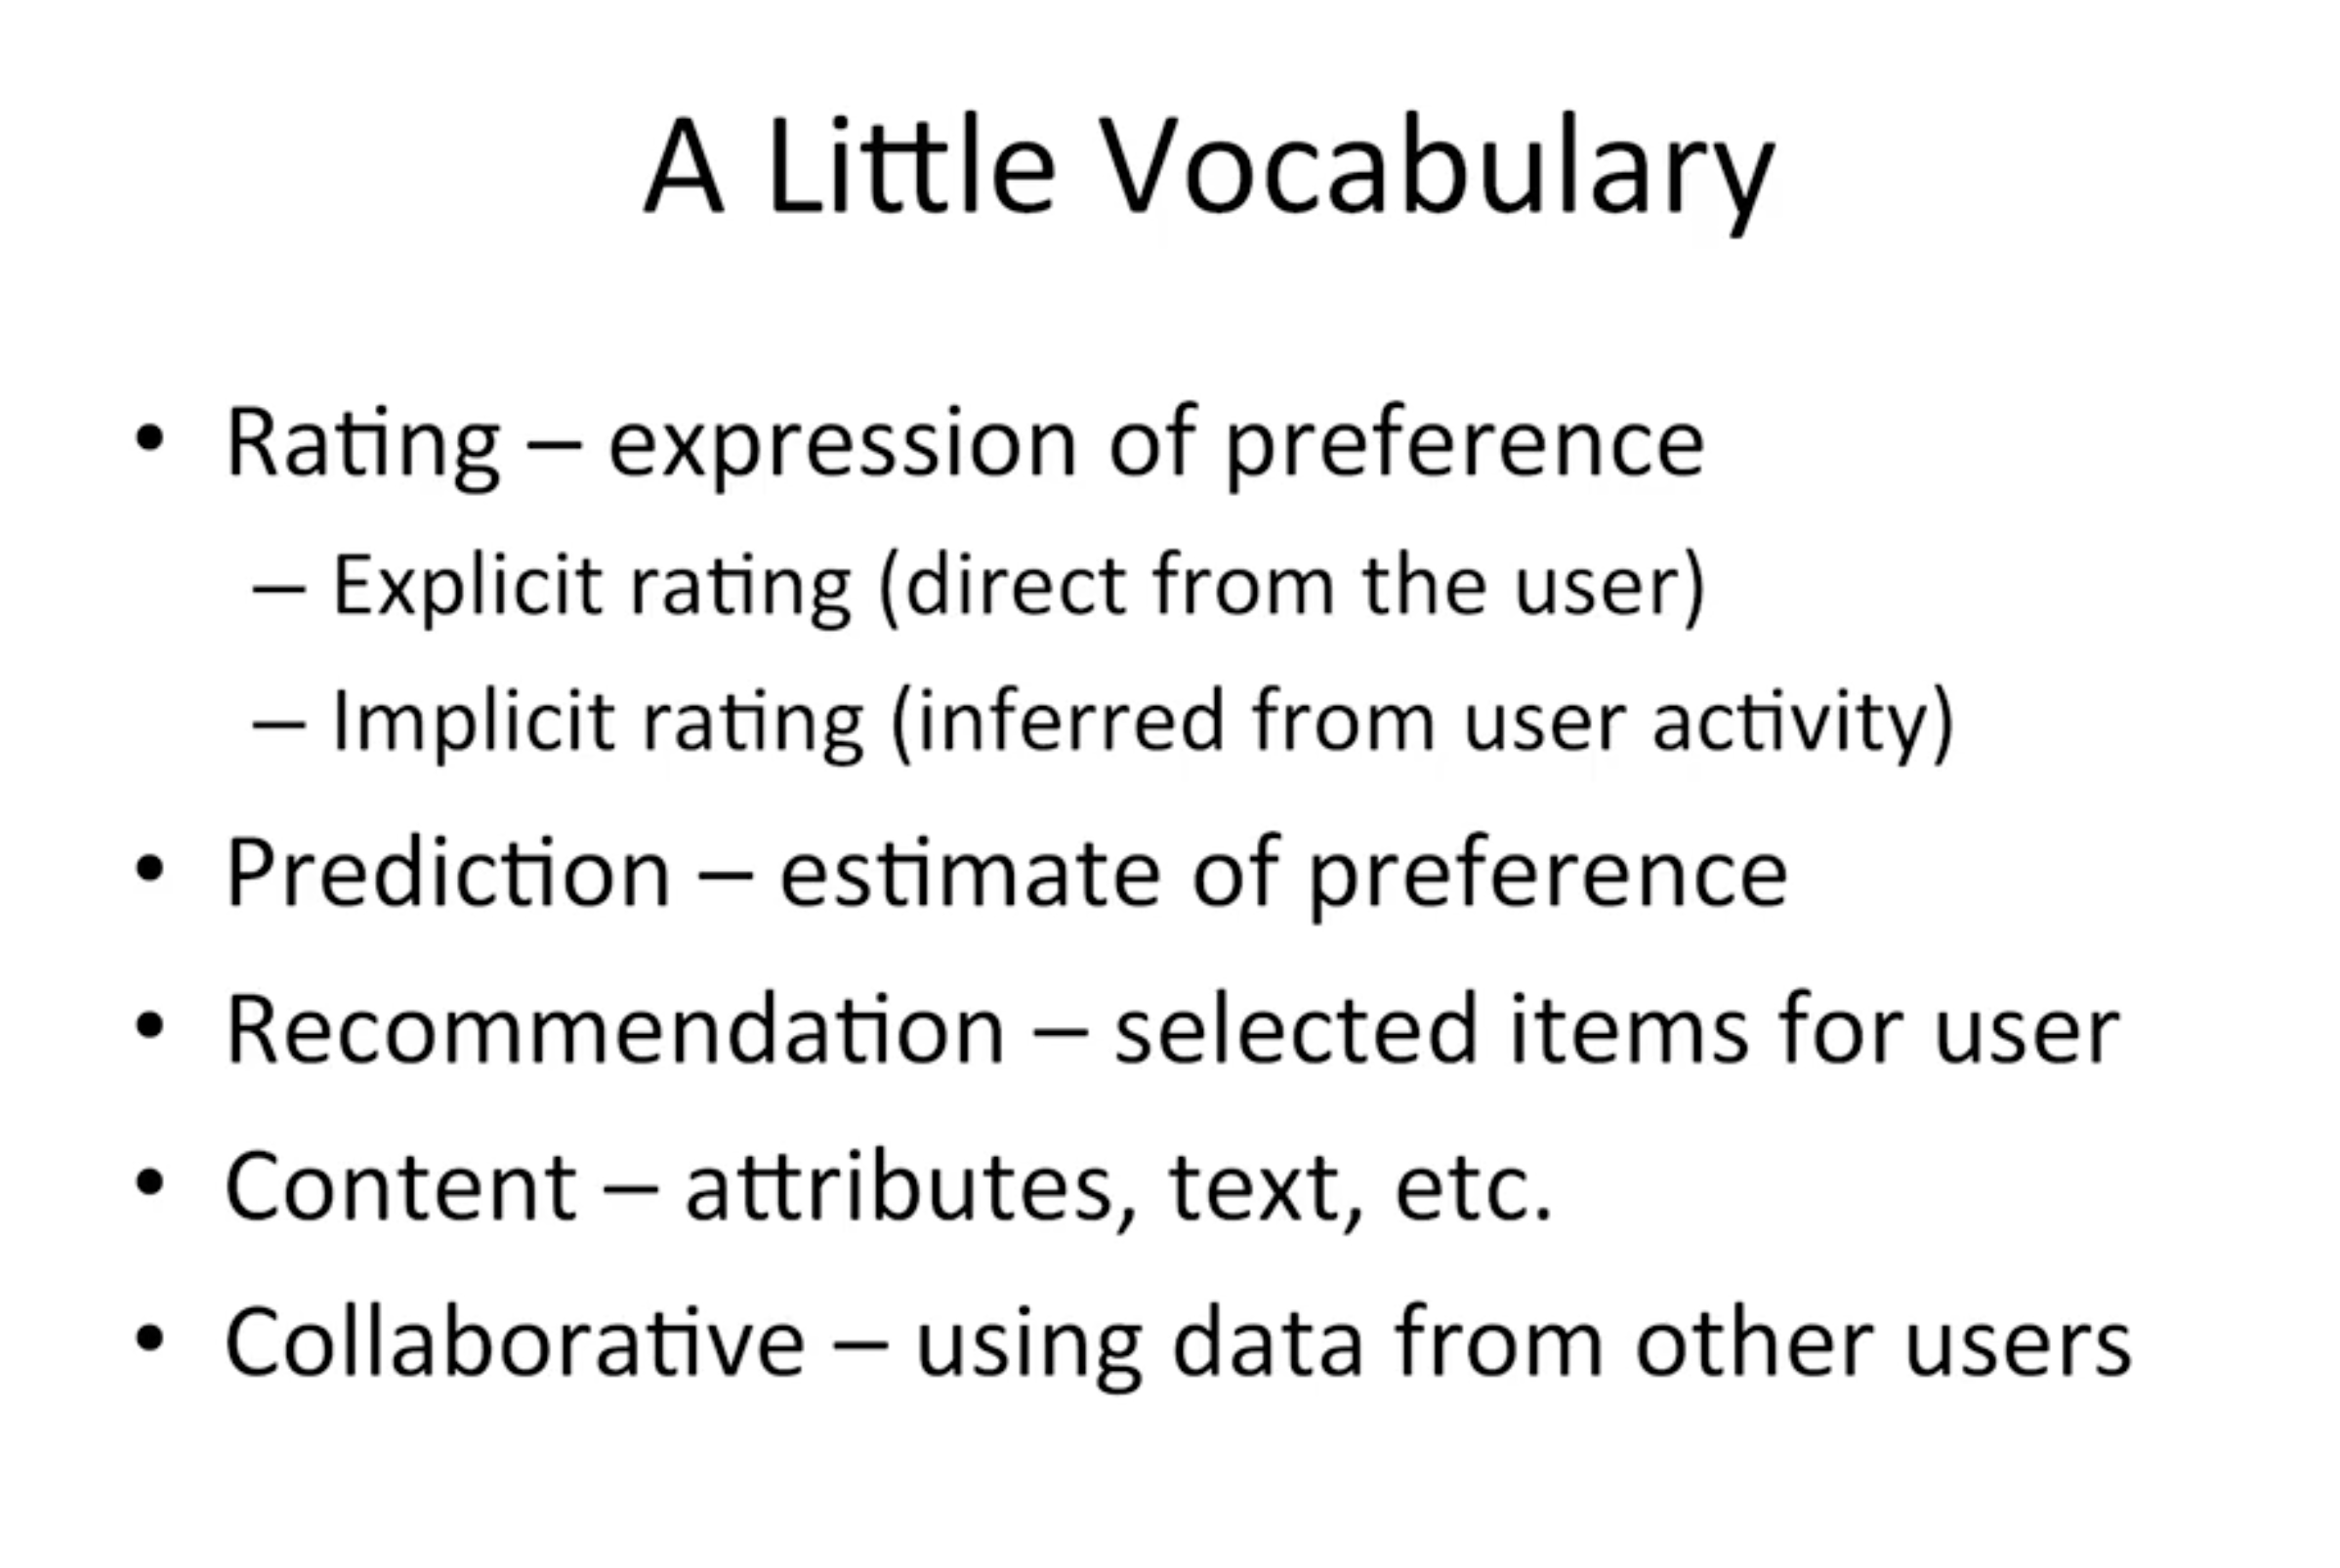 A Little Vocabulary
• Rating – expression of preference
– Explicit rating (direct from the user)
– Implicit rating (inferred from user activity)
• Prediction – estimate of preference
• Recommendation – selected items for user
• Content – attributes, text, etc.
• Collaborative – using data from other users